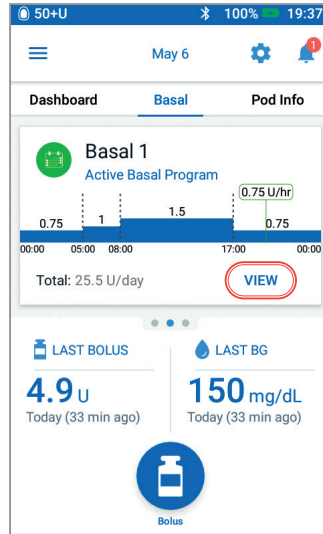 50+U 100% 19:37
May 6 1
Dashboard Basal Pod Info
Basal 1
Active Basal Program
0.75 U/hr
0.75 1 1.5 0.75
00:00 05:00 08:00 17:00 00:00
Total: 25.5 U/day VIEW
LAST BOLUS LAST BG
4.9 U 150 mg/dL
Today (33 min ago) Today (33 min ago)
Bolus